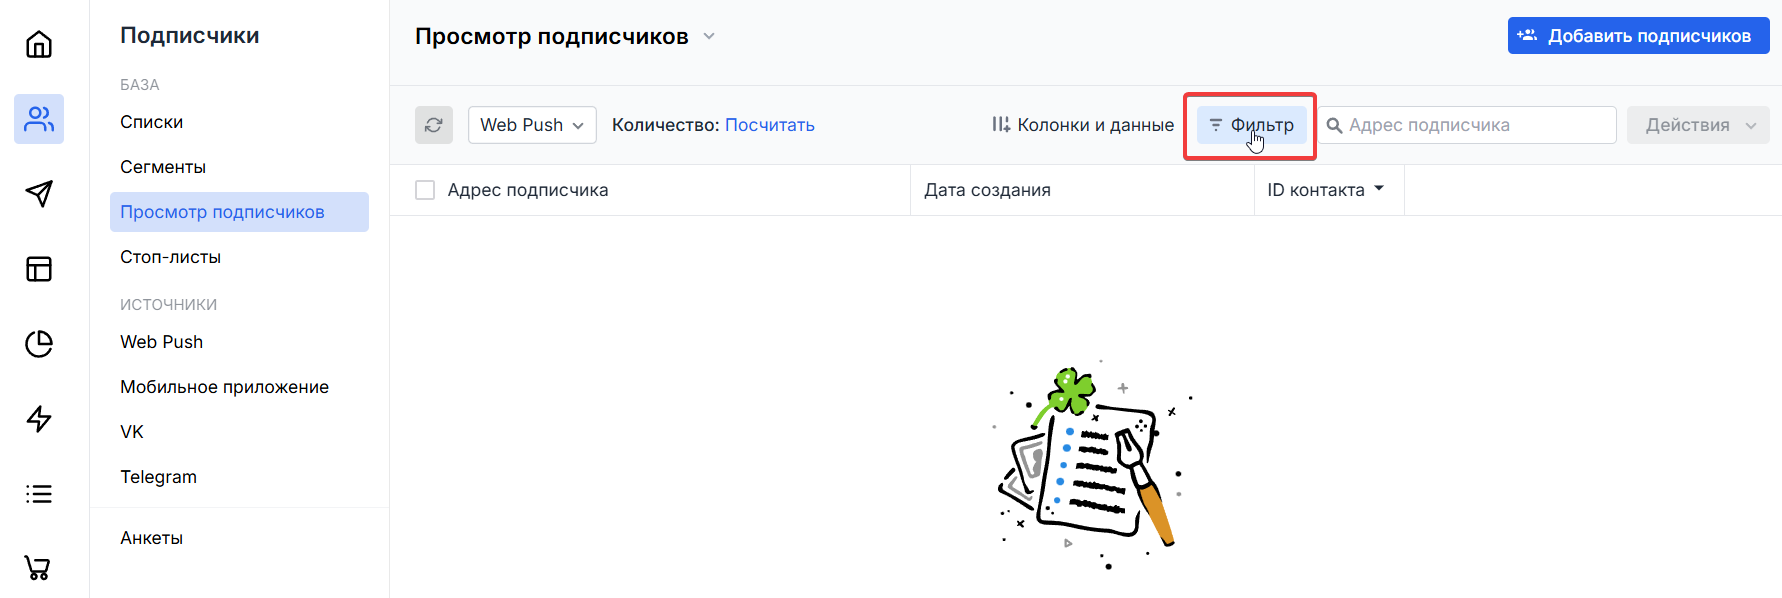 Подписчики
БАЗА
Списки
Сегменты
Просмотр подписчиков
Стоп-листы
ИСТОЧНИКИ
Web Push
Мобильное приложение
VK
Telegram
Анкеты
Просмотр подписчиков
Добавить подписчиков
Web Push
Количество: Посчитать
Колонки и данные
Фильтр
Адрес подписчика
Действия
Адрес подписчика
Дата создания
ID контакта